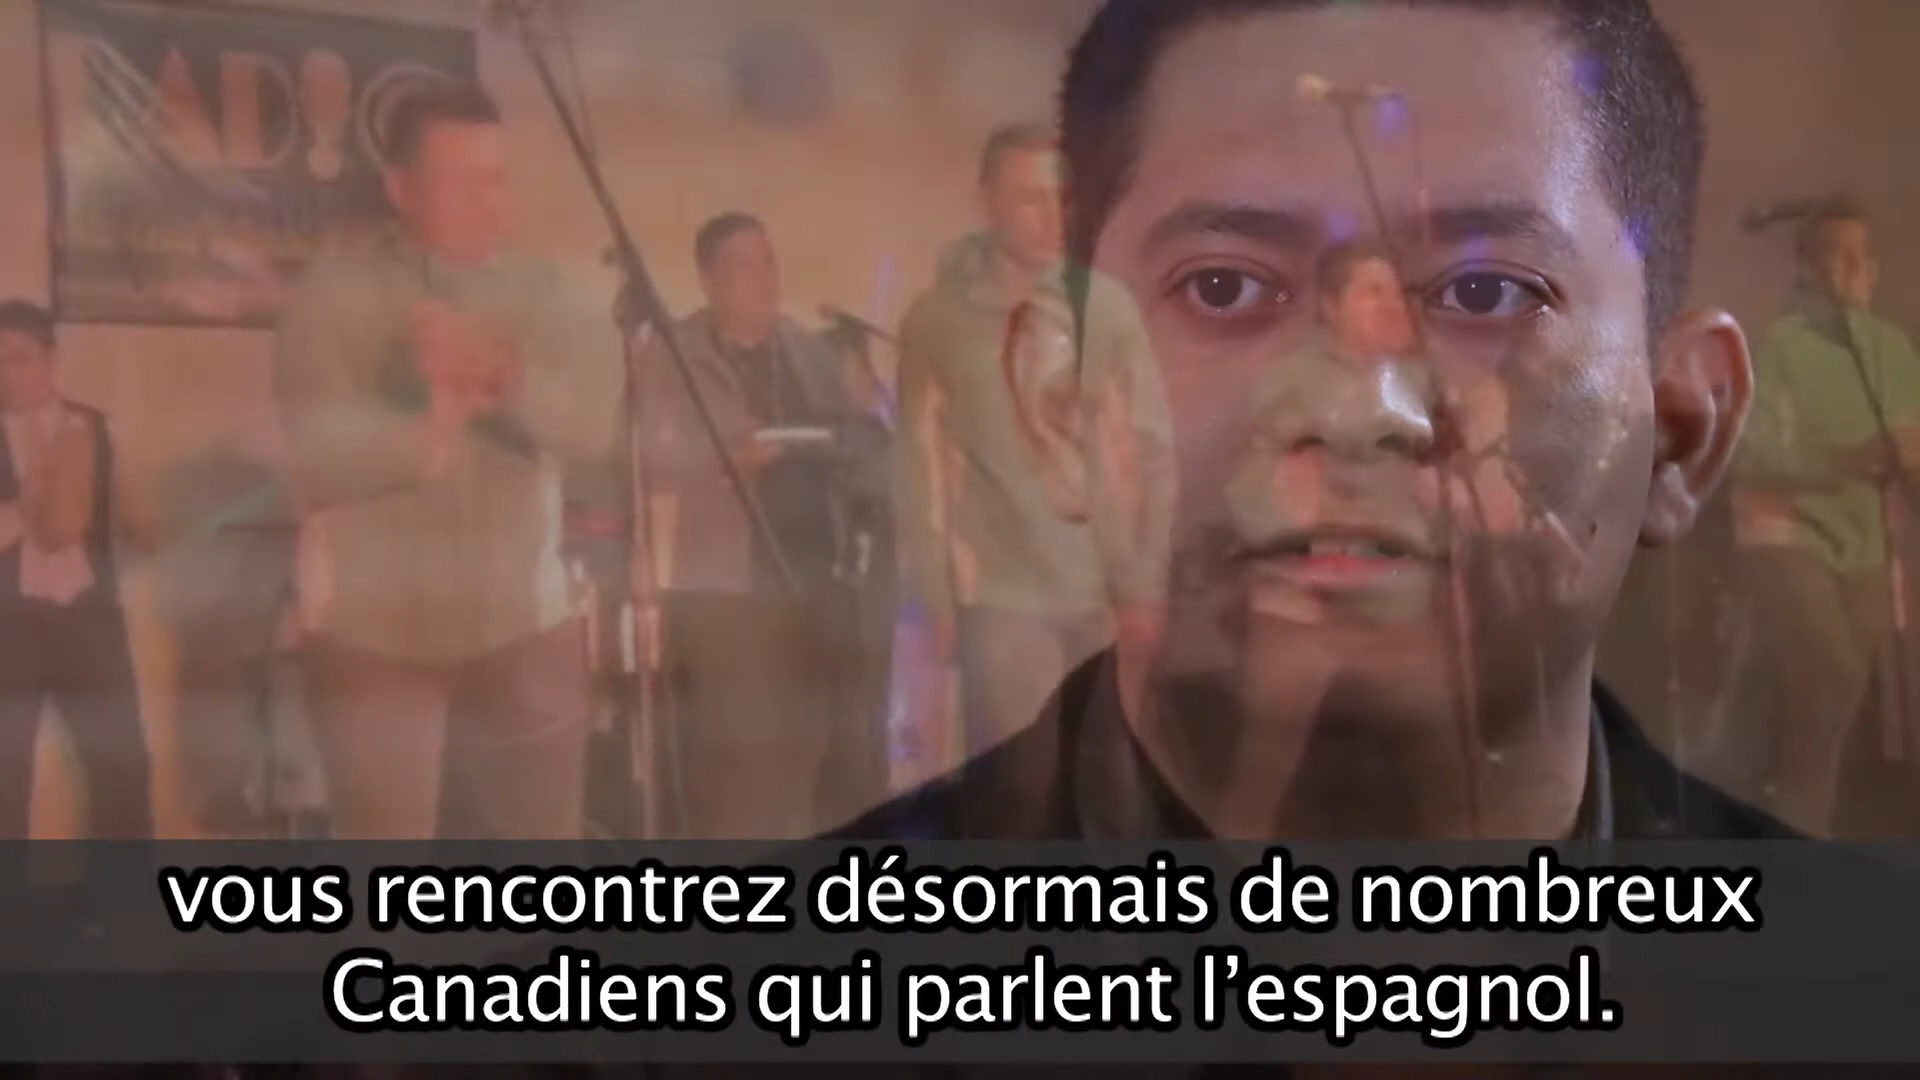 vous rencontrez désormais de nombreux
Canadiens qui parlent l’espagnol.